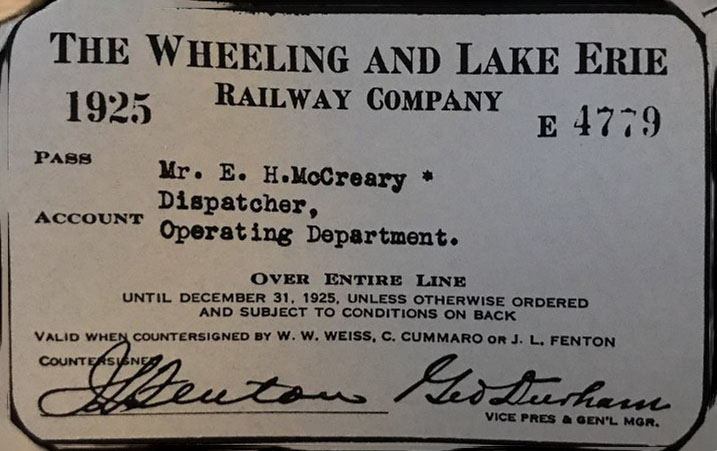 THE WHEELING AND LAKE ERIE
RAILWAY COMPANY
1925
E 4779
PASS
Mr. E. H.McCreary *
Dispatcher,
ACCOUNT
Operating Department.
OVER ENTIRE LINE
UNTIL DECEMBER 31, 1925, UNLESS OTHERWISE ORDERED
AND SUBJECT TO CONDITIONS ON BACK
VALID WHEN COUNTERSIGNED BY W. W. WEISS, C. CUMMARO OR J. L. FENTON
COUNTERSIGNED
J L Fenton
Geo Durham
VICE PRES & GEN'L MGR.